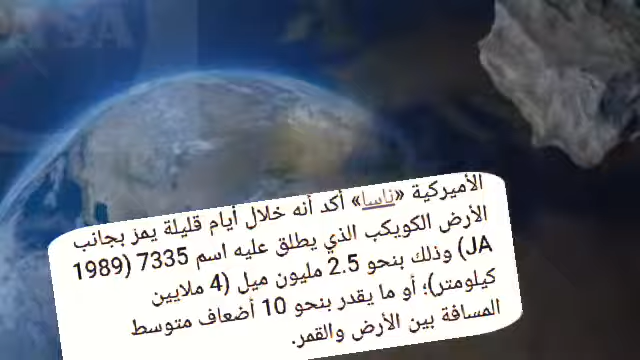 الأميركية «ناسا» أكد أنه خلال أيام قليلة يمز بجانب
الأرض الكويكب الذي يطلق عليه اسم 7335 (1989
JA) وذلك بنحو 2.5 مليون ميل (4 ملايين
كيلومتر)؛ أو ما يقدر بنحو 10 أضعاف متوسط
المسافة بين الأرض والقمر.